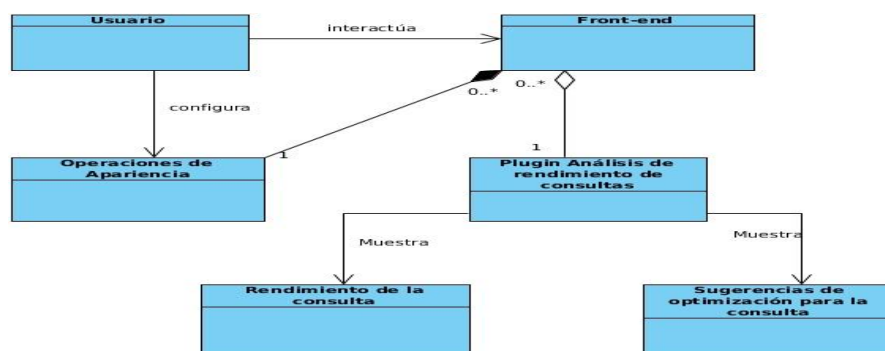 Usuario
interactúa
Front-end
0..*
0..*
configura
1
1
Operaciones de
Apariencia
Plugin Análisis de
rendimiento de
consultas
Muestra
Muestra
Rendimiento de la
consulta
Sugerencias de
optimización para la
consulta